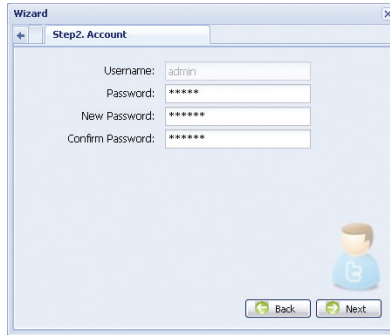 Wizard
Step2. Account
Username: admin
Password: *****
New Password: ******
Confirm Password: ******
Back Next